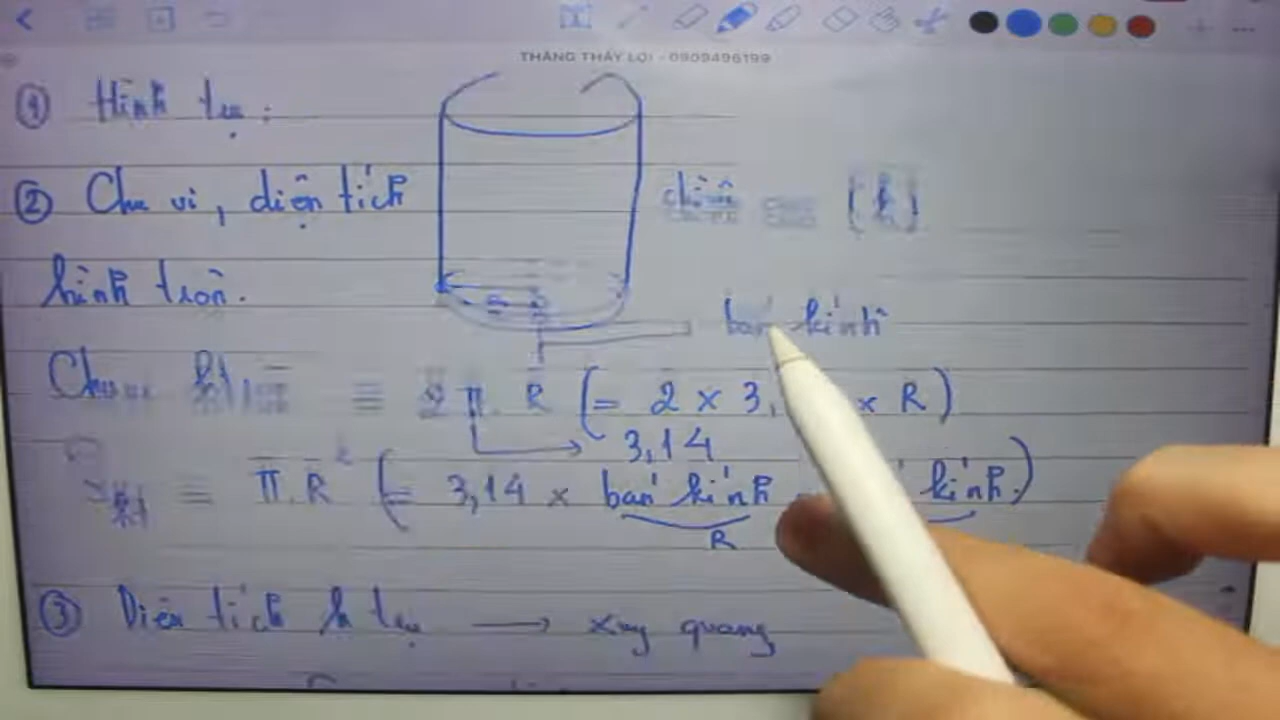 THẮNG THẦY LỢI - 0909496199
① Hình trụ :
② Chu vi, diện tích
hình tròn.
(h)
bán kính
Chu = 2 π. R (= 2 x 3, x R)
3,14
= π.R² (= 3,14 x bán kính kính.)
R
③ Diện tích h trụ → xung quang